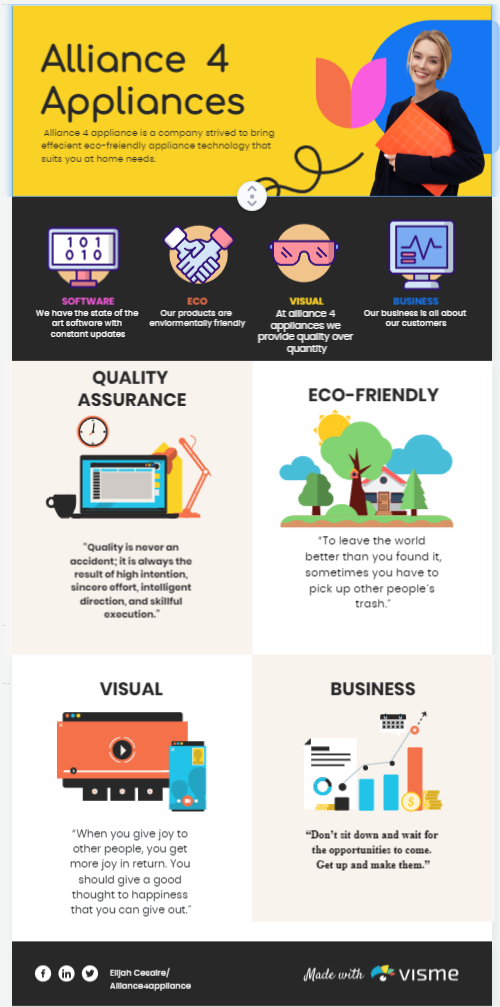 Alliance 4
Appliances
Alliance 4 appliance is a company strived to bring
effecient eco-freiendly appliance technology that
suits you at home needs.
101
010
SOFTWARE
We have the state of the
art software with
constant updates
ECO
Our products are
enviormentally friendly
VISUAL
At alliance 4
appliances we
provide quality over
quantity
BUSINESS
Our business is all about
our customers
QUALITY
ASSURANCE
"Quality is never an
accident; it is always the
result of high intention,
sincere effort, intelligent
direction, and skillful
execution."
ECO-FRIENDLY
“To leave the world
better than you found it,
sometimes you have to
pick up other people’s
trash.”
VISUAL
“When you give joy to
other people, you get
more joy in return. You
should give a good
thought to happiness
that you can give out.”
BUSINESS
“Don’t sit down and wait for
the opportunities to come.
Get up and make them.”
Elijah Cesaire/
Alliance4appliance
Made with visme